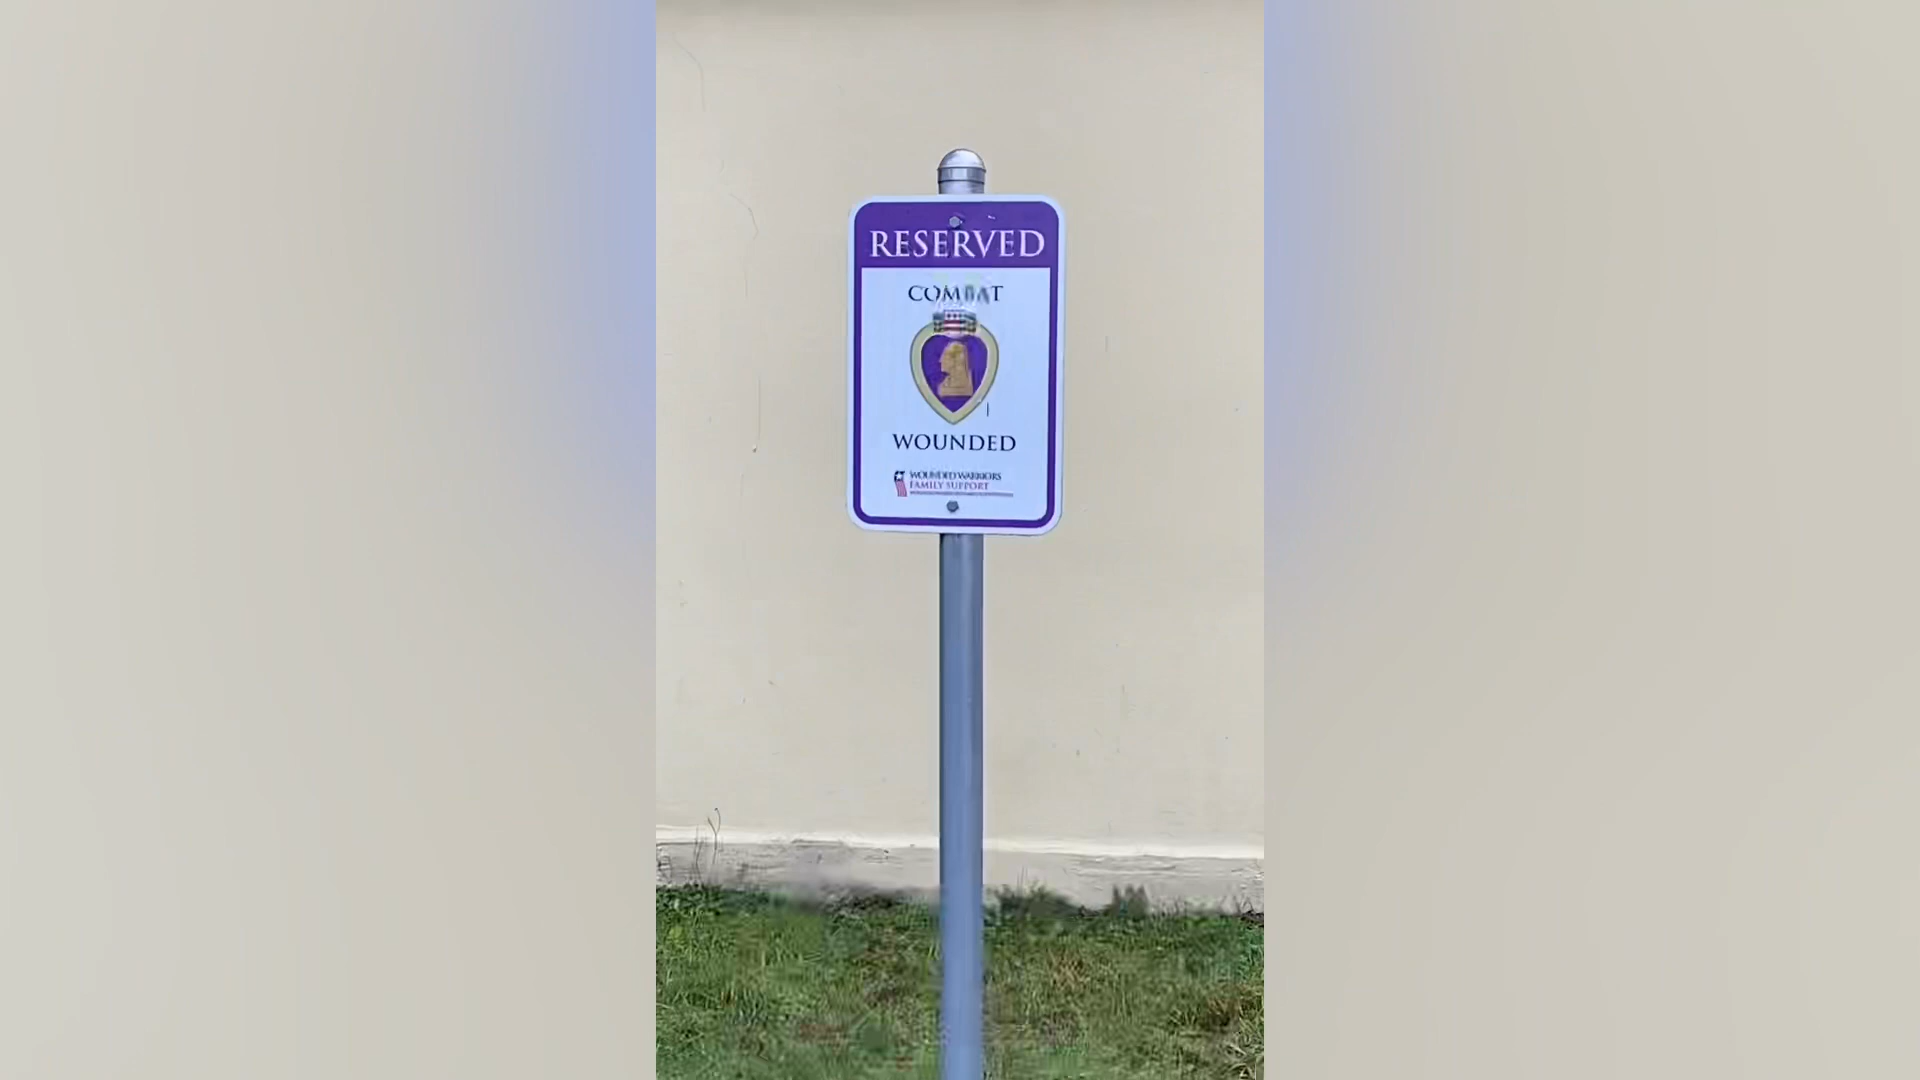 RESERVED
COMBAT
WOUNDED
WOUNDED WARRIORS
FAMILY SUPPORT